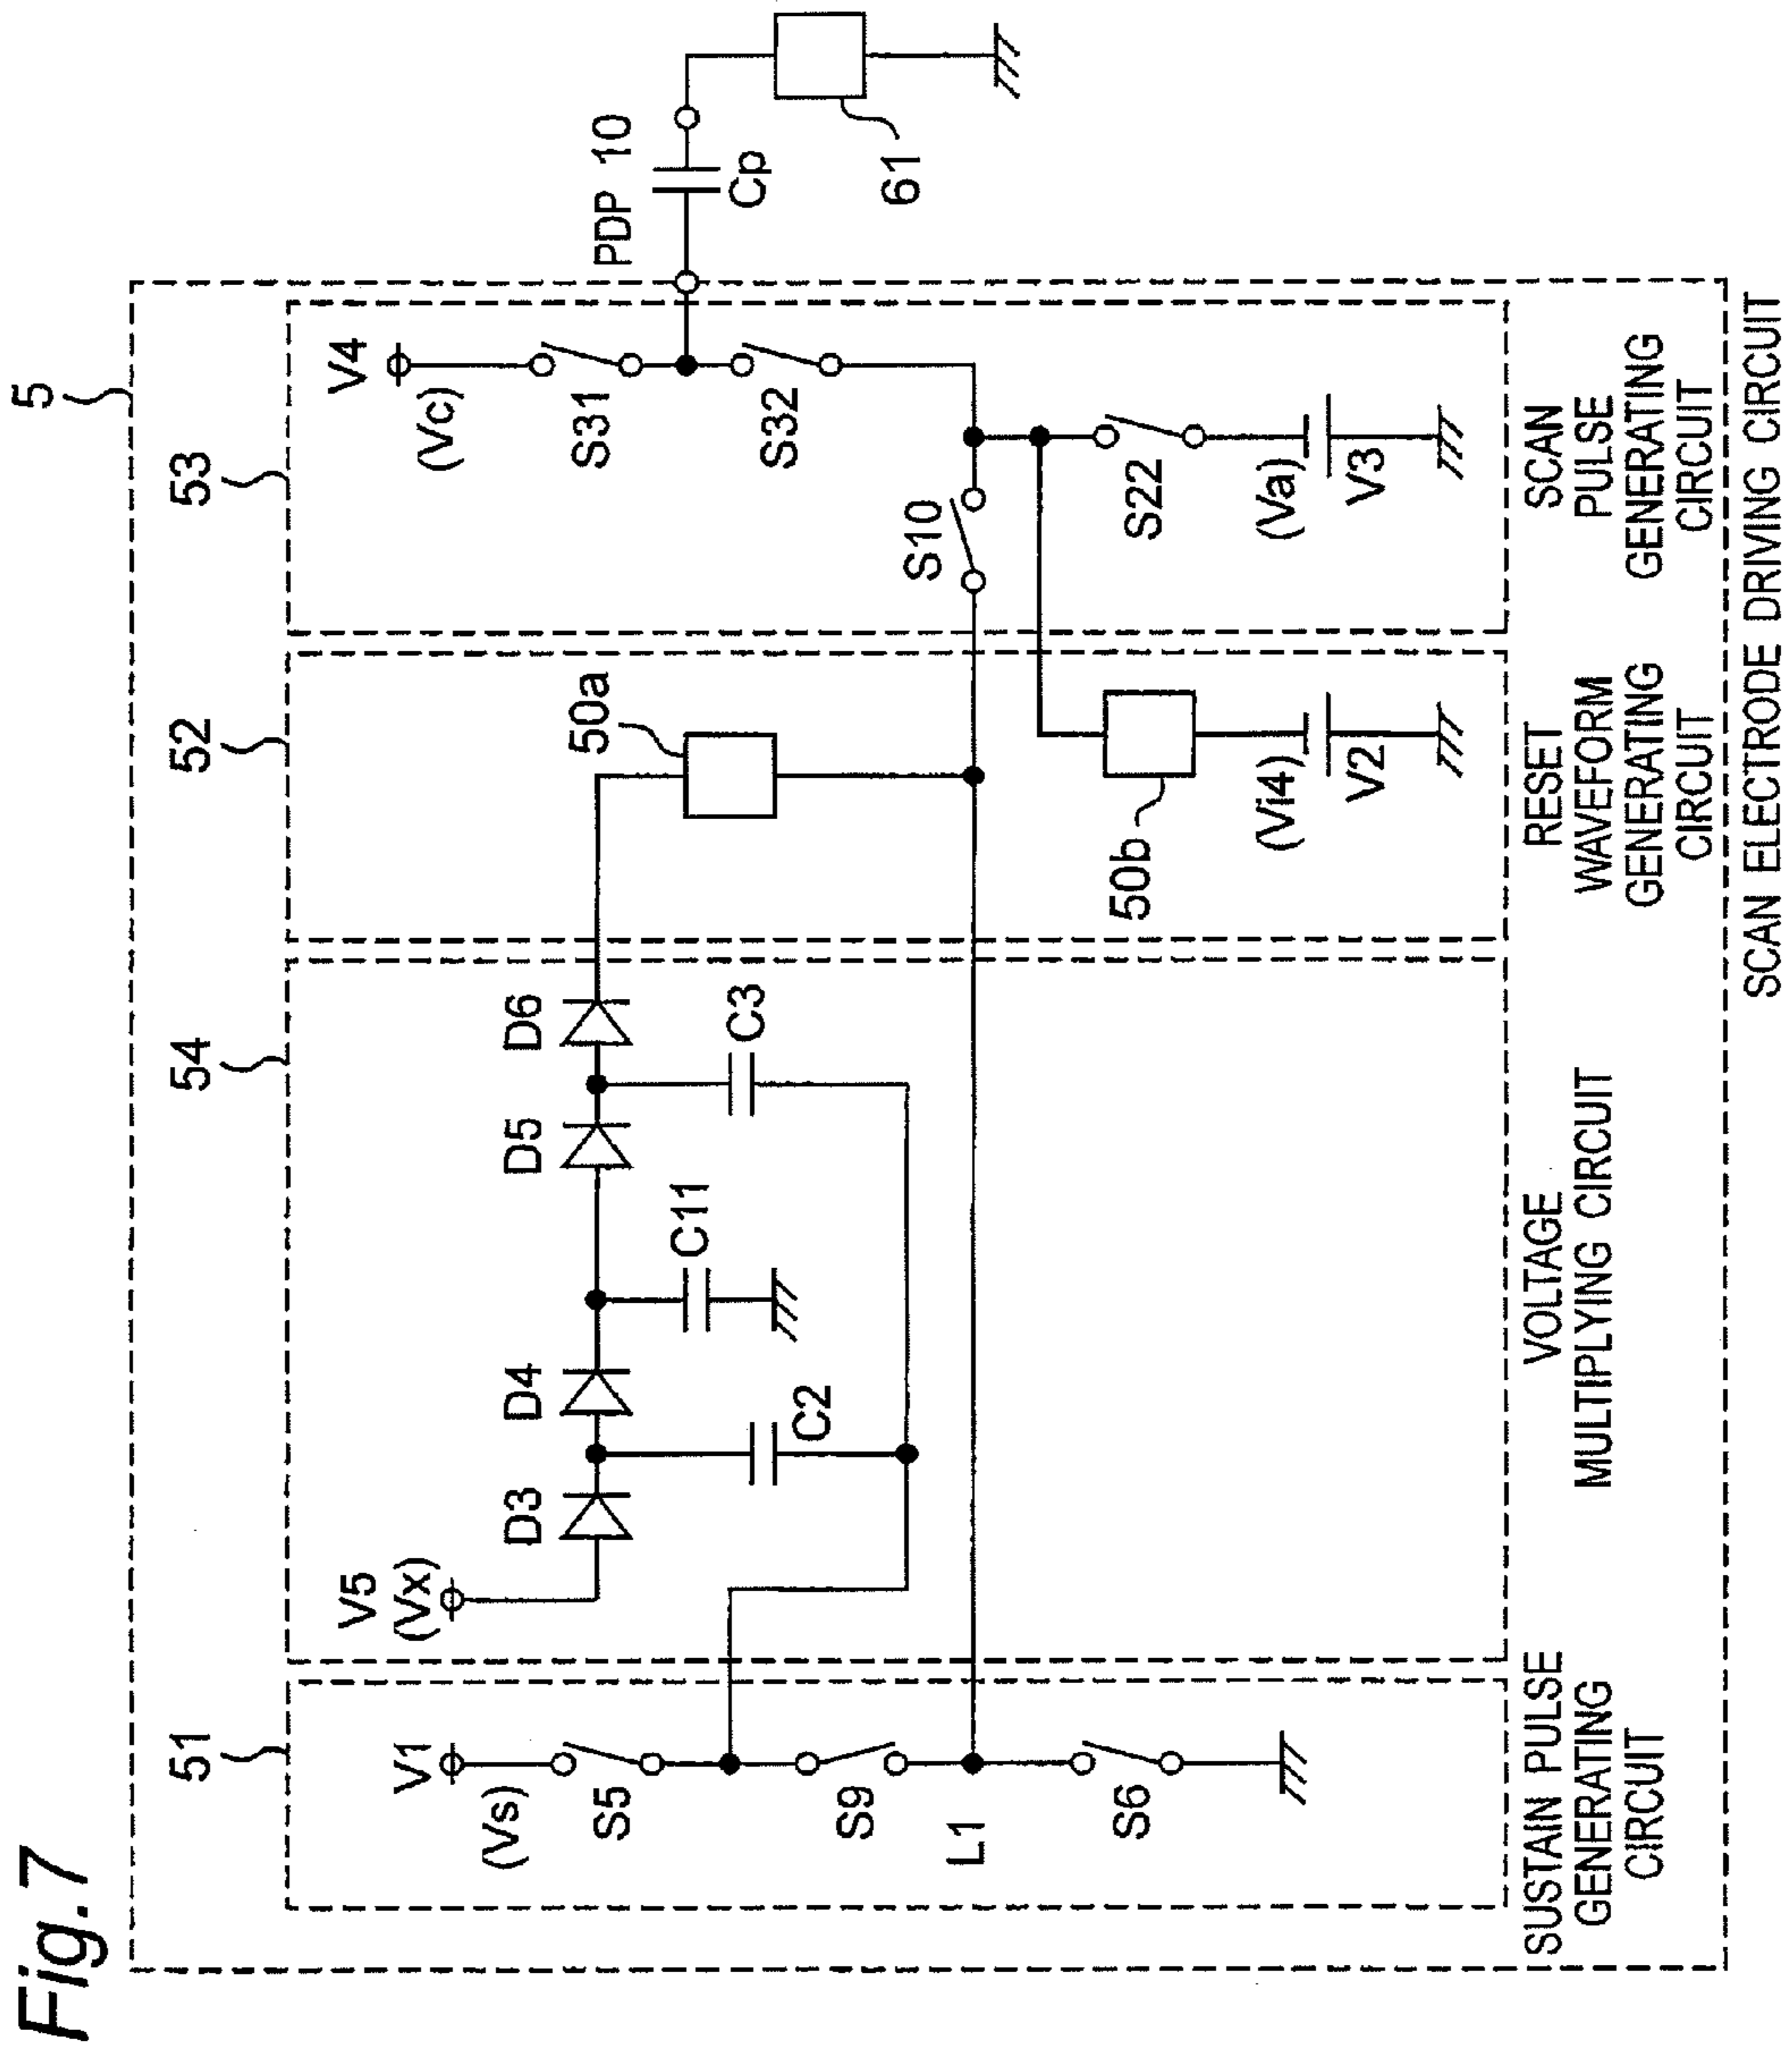 Fig.7
5
51
54
52
53
V1
(Vs)
S5
S9
L1
S6
V5
(Vx)
D3
D4
D5
D6
C2
C11
C3
50a
50b
(Vi4)
V2
V4
(Vc)
S31
S32
S10
S22
(Va)
V3
PDP 10
Cp
61
SUSTAIN PULSE
GENERATING
CIRCUIT
VOLTAGE
MULTIPLYING CIRCUIT
RESET
WAVEFORM
GENERATING
CIRCUIT
SCAN
PULSE
GENERATING
CIRCUIT
SCAN ELECTRODE DRIVING CIRCUIT